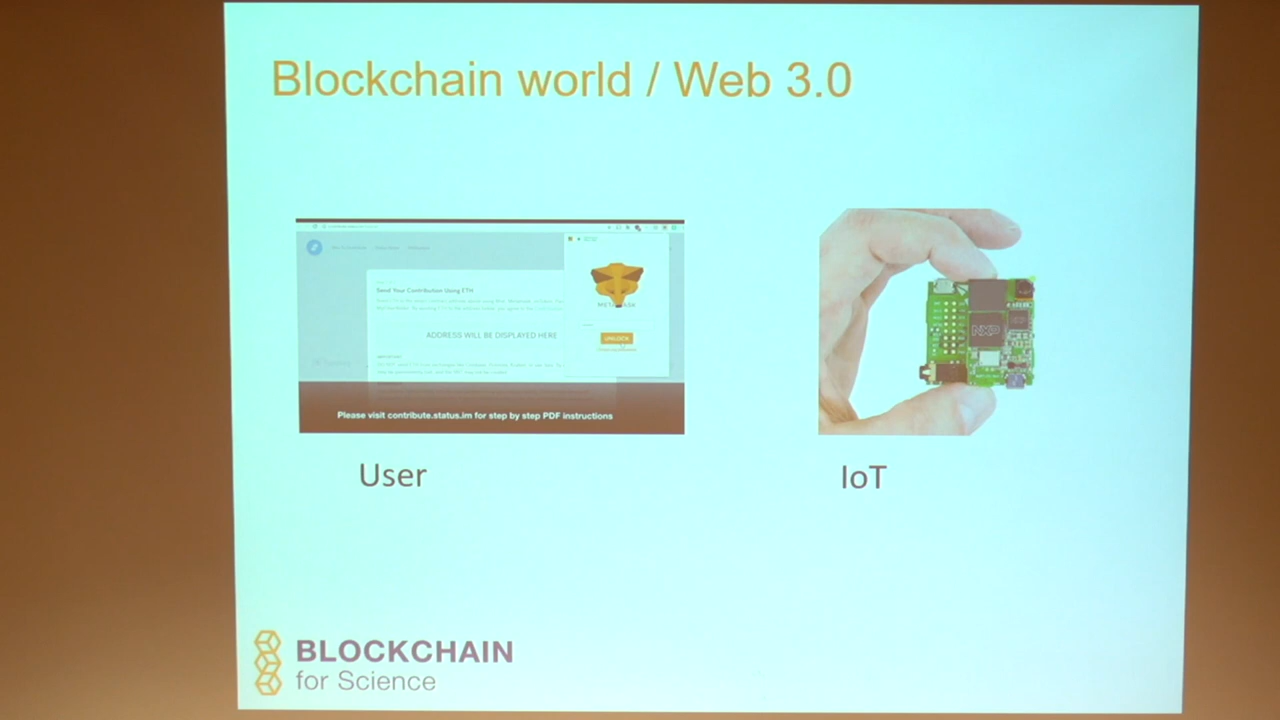 Blockchain world / Web 3.0
Send Your Contribution Using ETH
ADDRESS WILL BE DISPLAYED HERE
METAMASK
UNLOCK
Please visit contribute.status.im for step by step PDF instructions
NXP
User
IoT
BLOCKCHAIN
for Science